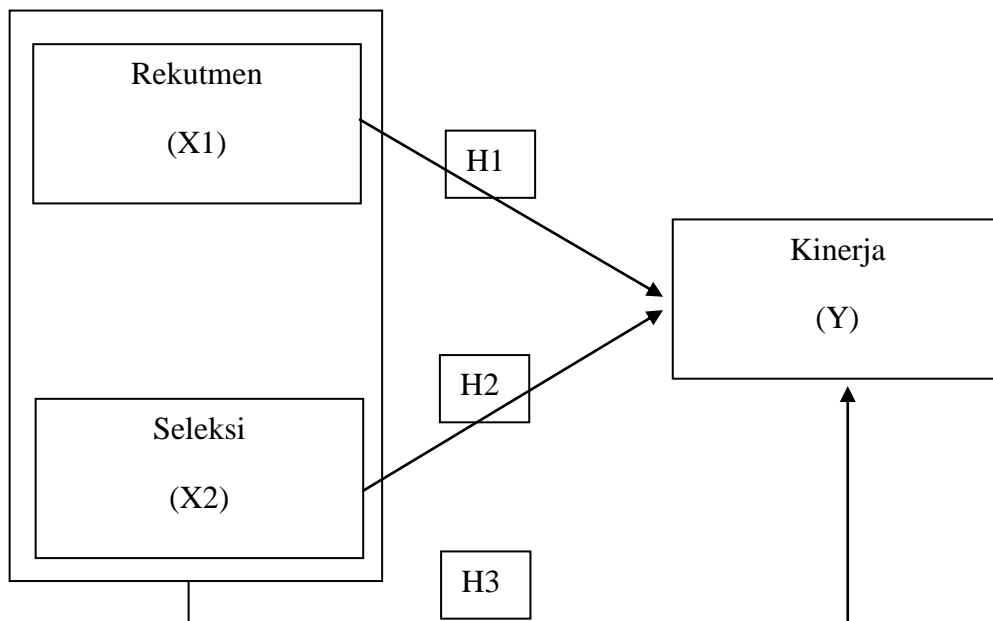 Rekutmen
(X1)
H1
Kinerja
(Y)
H2
Seleksi
(X2)
H3